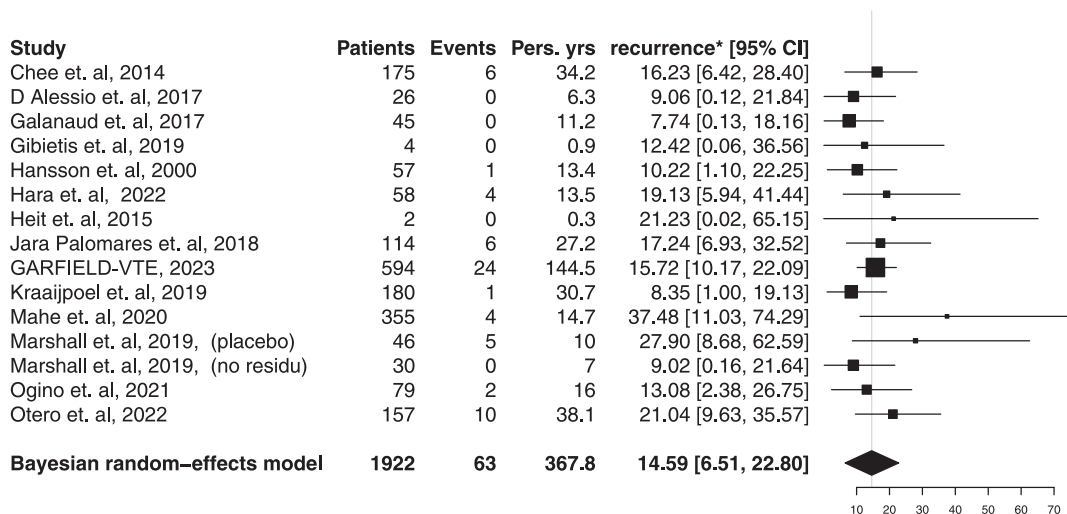 Study Patients Events Pers. yrs recurrence* [95% CI]
Chee et. al, 2014 175 6 34.2 16.23 [6.42, 28.40]
D Alessio et. al, 2017 26 0 6.3 9.06 [0.12, 21.84]
Galanaud et. al, 2017 45 0 11.2 7.74 [0.13, 18.16]
Gibietis et. al, 2019 4 0 0.9 12.42 [0.06, 36.56]
Hansson et. al, 2000 57 1 13.4 10.22 [1.10, 22.25]
Hara et. al, 2022 58 4 13.5 19.13 [5.94, 41.44]
Heit et. al, 2015 2 0 0.3 21.23 [0.02, 65.15]
Jara Palomares et. al, 2018 114 6 27.2 17.24 [6.93, 32.52]
GARFIELD-VTE, 2023 594 24 144.5 15.72 [10.17, 22.09]
Kraaijpoel et. al, 2019 180 1 30.7 8.35 [1.00, 19.13]
Mahe et. al, 2020 355 4 14.7 37.48 [11.03, 74.29]
Marshall et. al, 2019, (placebo) 46 5 10 27.90 [8.68, 62.59]
Marshall et. al, 2019, (no residu) 30 0 7 9.02 [0.16, 21.64]
Ogino et. al, 2021 79 2 16 13.08 [2.38, 26.75]
Otero et. al, 2022 157 10 38.1 21.04 [9.63, 35.57]
Bayesian random−effects model 1922 63 367.8 14.59 [6.51, 22.80]
10 20 30 40 50 60 70